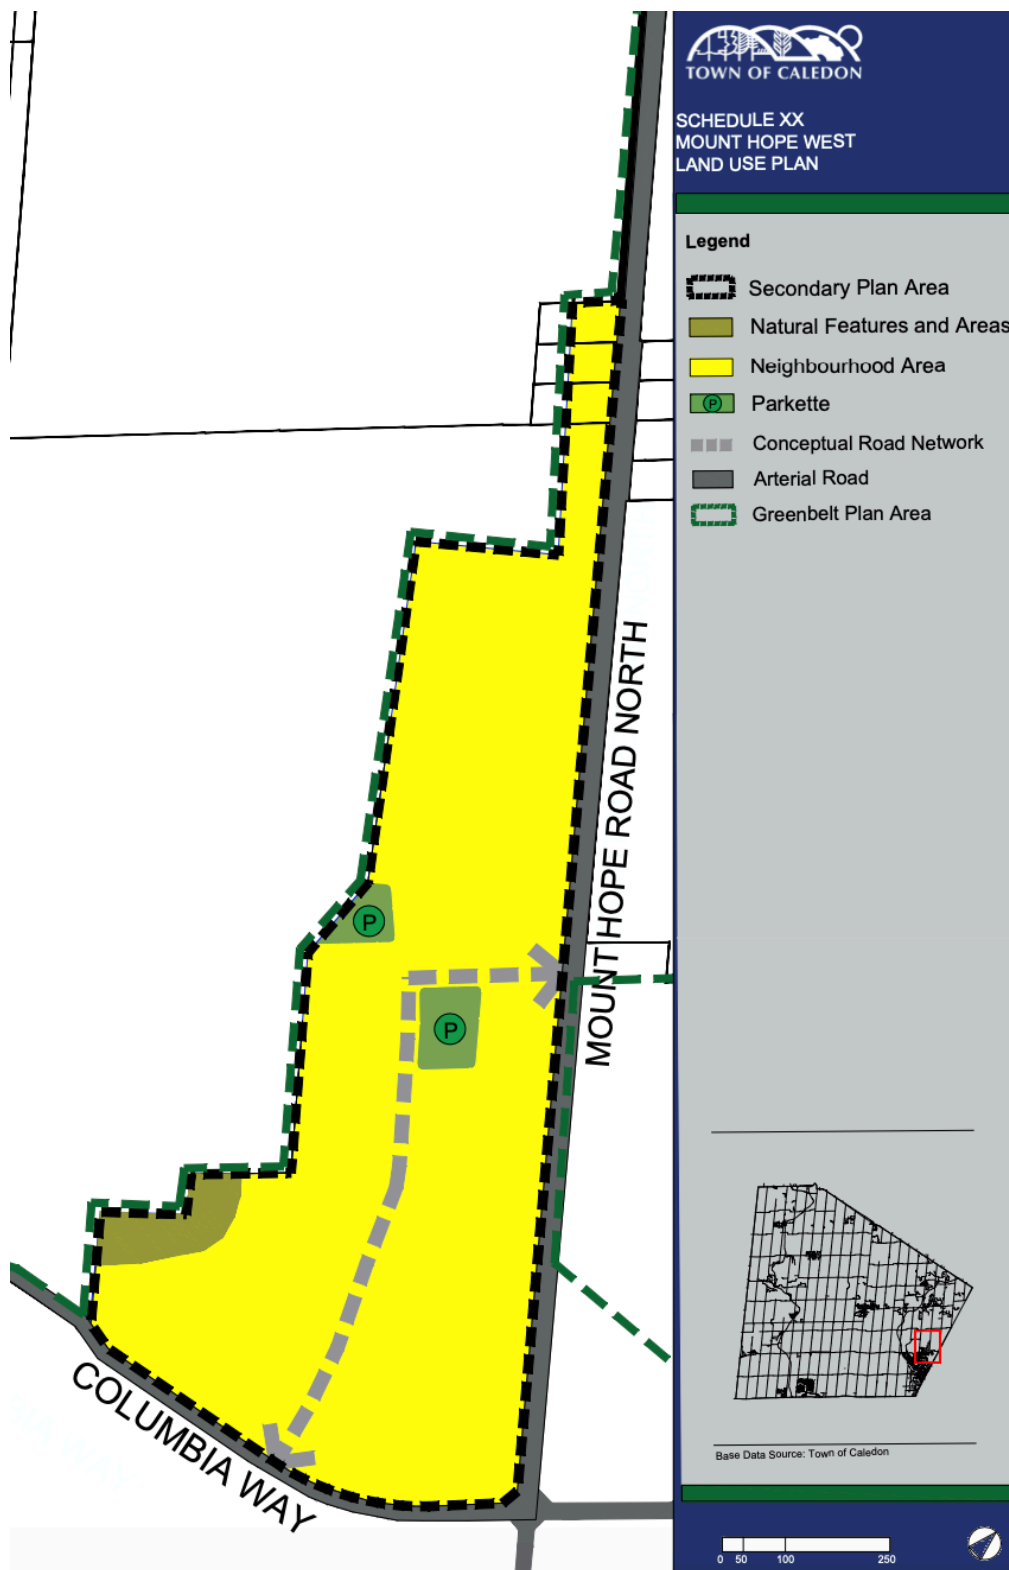 TOWN OF CALEDON
SCHEDULE XX
MOUNT HOPE WEST
LAND USE PLAN
Legend
Secondary Plan Area
Natural Features and Areas
Neighbourhood Area
P Parkette
Conceptual Road Network
Arterial Road
Greenbelt Plan Area
MOUNT HOPE ROAD NORTH
P
P
COLUMBIA WAY
Base Data Source: Town of Caledon
0 50 100 250